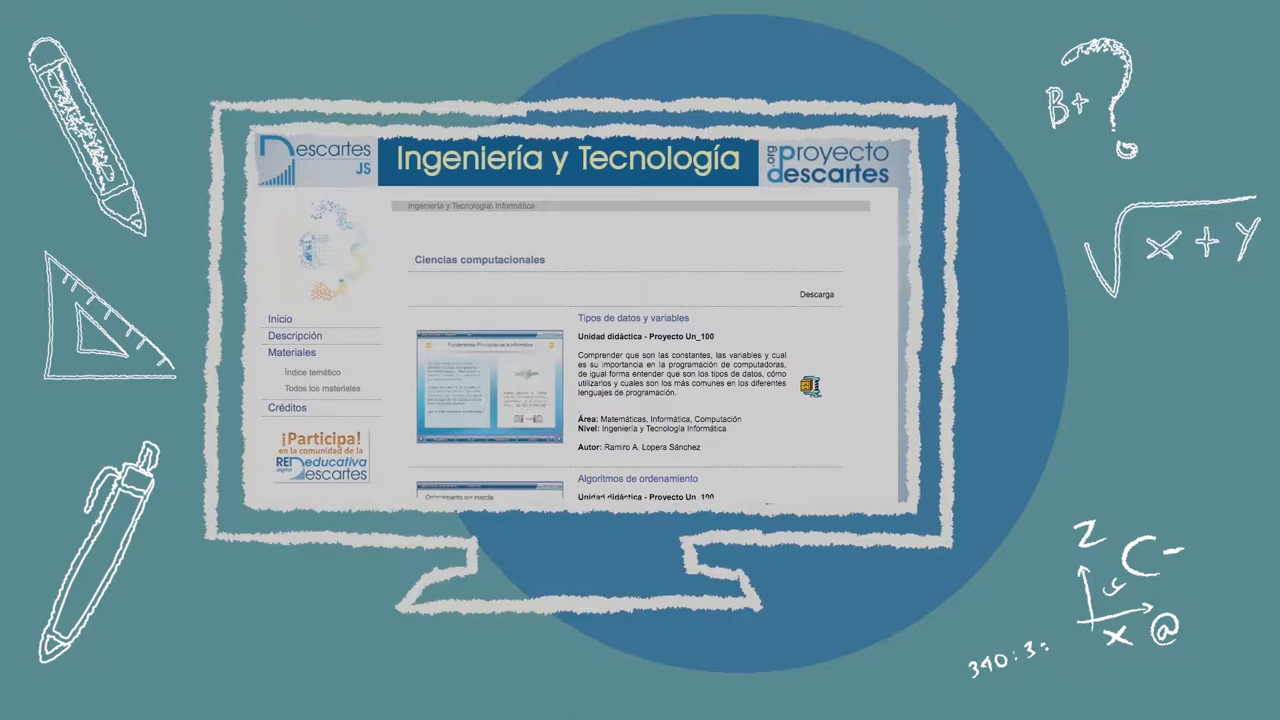 Descartes
JS
Ingeniería y Tecnología
.org
proyecto
descartes
Ingeniería y Tecnología\ Informática
Ciencias computacionales
Descarga
Inicio
Descripción
Materiales
Índice temático
Todos los materiales
Créditos
¡Participa!
en la comunidad de la
RED educativa
digital Descartes
Fundamentos Principales de la Informática
Tipos de datos y variables
Unidad didáctica - Proyecto Un_100
Comprender que son las constantes, las variables y cual
es su importancia en la programación de computadoras,
de igual forma entender que son los tipos de datos, cómo
utilizarlos y cuales son los más comunes en los diferentes
lenguajes de programación.
Área: Matemáticas, Informática, Computación
Nivel: Ingeniería y Tecnología Informática
Autor: Ramiro A. Lopera Sánchez
Ordenamiento por mezcla
Algoritmos de ordenamiento
Unidad didáctica - Proyecto Un_100
B+ ?
√x+y
z
C-
y
x @
340:3: